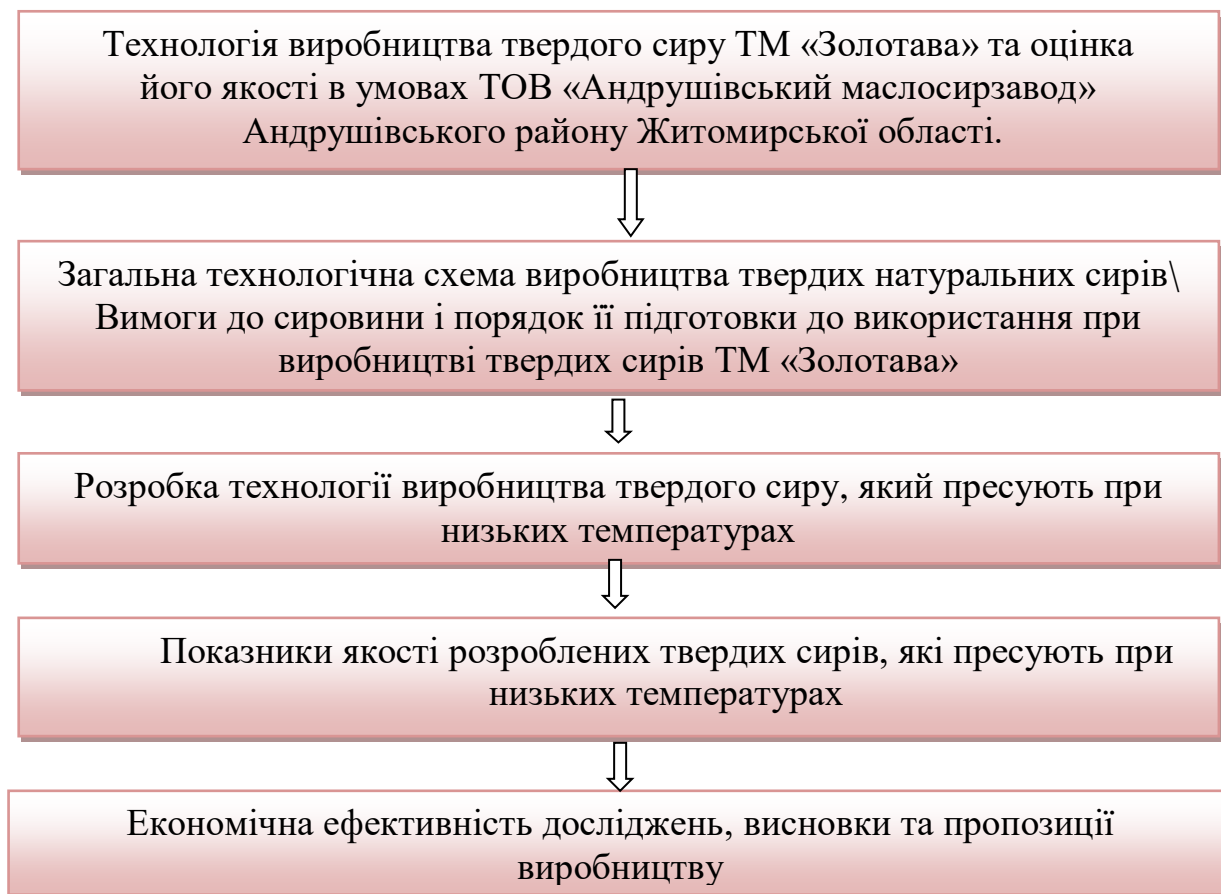 Технологія виробництва твердого сиру ТМ «Золотава» та оцінка
його якості в умовах ТОВ «Андрушівський маслосирзавод»
Андрушівського району Житомирської області.
Загальна технологічна схема виробництва твердих натуральних сирів\
Вимоги до сировини і порядок її підготовки до використання при
виробництві твердих сирів ТМ «Золотава»
Розробка технології виробництва твердого сиру, який пресують при
низьких температурах
Показники якості розроблених твердих сирів, які пресують при
низьких температурах
Економічна ефективність досліджень, висновки та пропозиції
виробництву